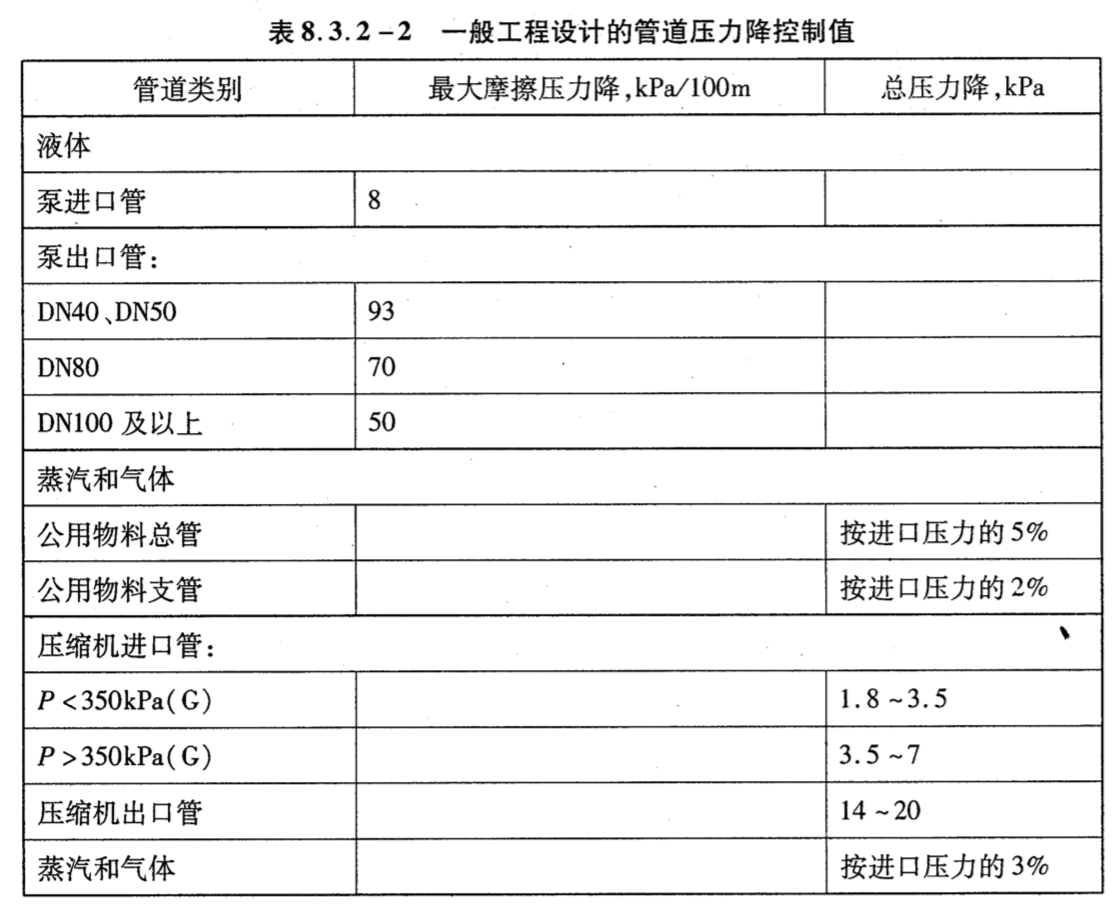 表8.3.2-2 一般工程设计的管道压力降控制值
管道类别 最大摩擦压力降,kPa/100m 总压力降,kPa
液体
泵进口管 8
泵出口管:
DN40、DN50 93
DN80 70
DN100 及以上 50
蒸汽和气体
公用物料总管 按进口压力的5%
公用物料支管 按进口压力的2%
压缩机进口管:
P<350kPa(G) 1.8~3.5
P>350kPa(G) 3.5~7
压缩机出口管 14~20
蒸汽和气体 按进口压力的3%